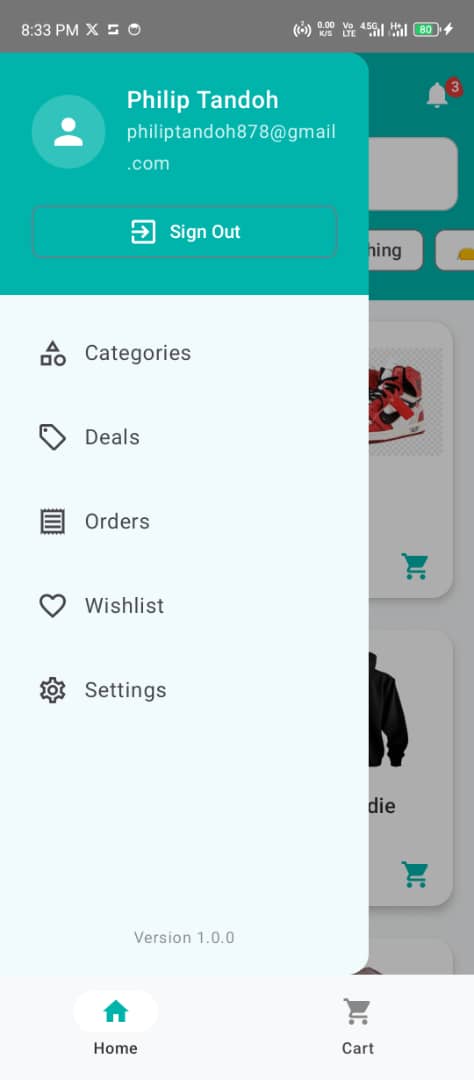 8:33 PM
0.00 K/S Vo LTE 4.5G H+ 80
Philip Tandoh
3
philiptandoh878@gmail
.com
Sign Out
hing
Categories
Deals
Orders
Wishlist
Settings
die
Version 1.0.0
Home
Cart